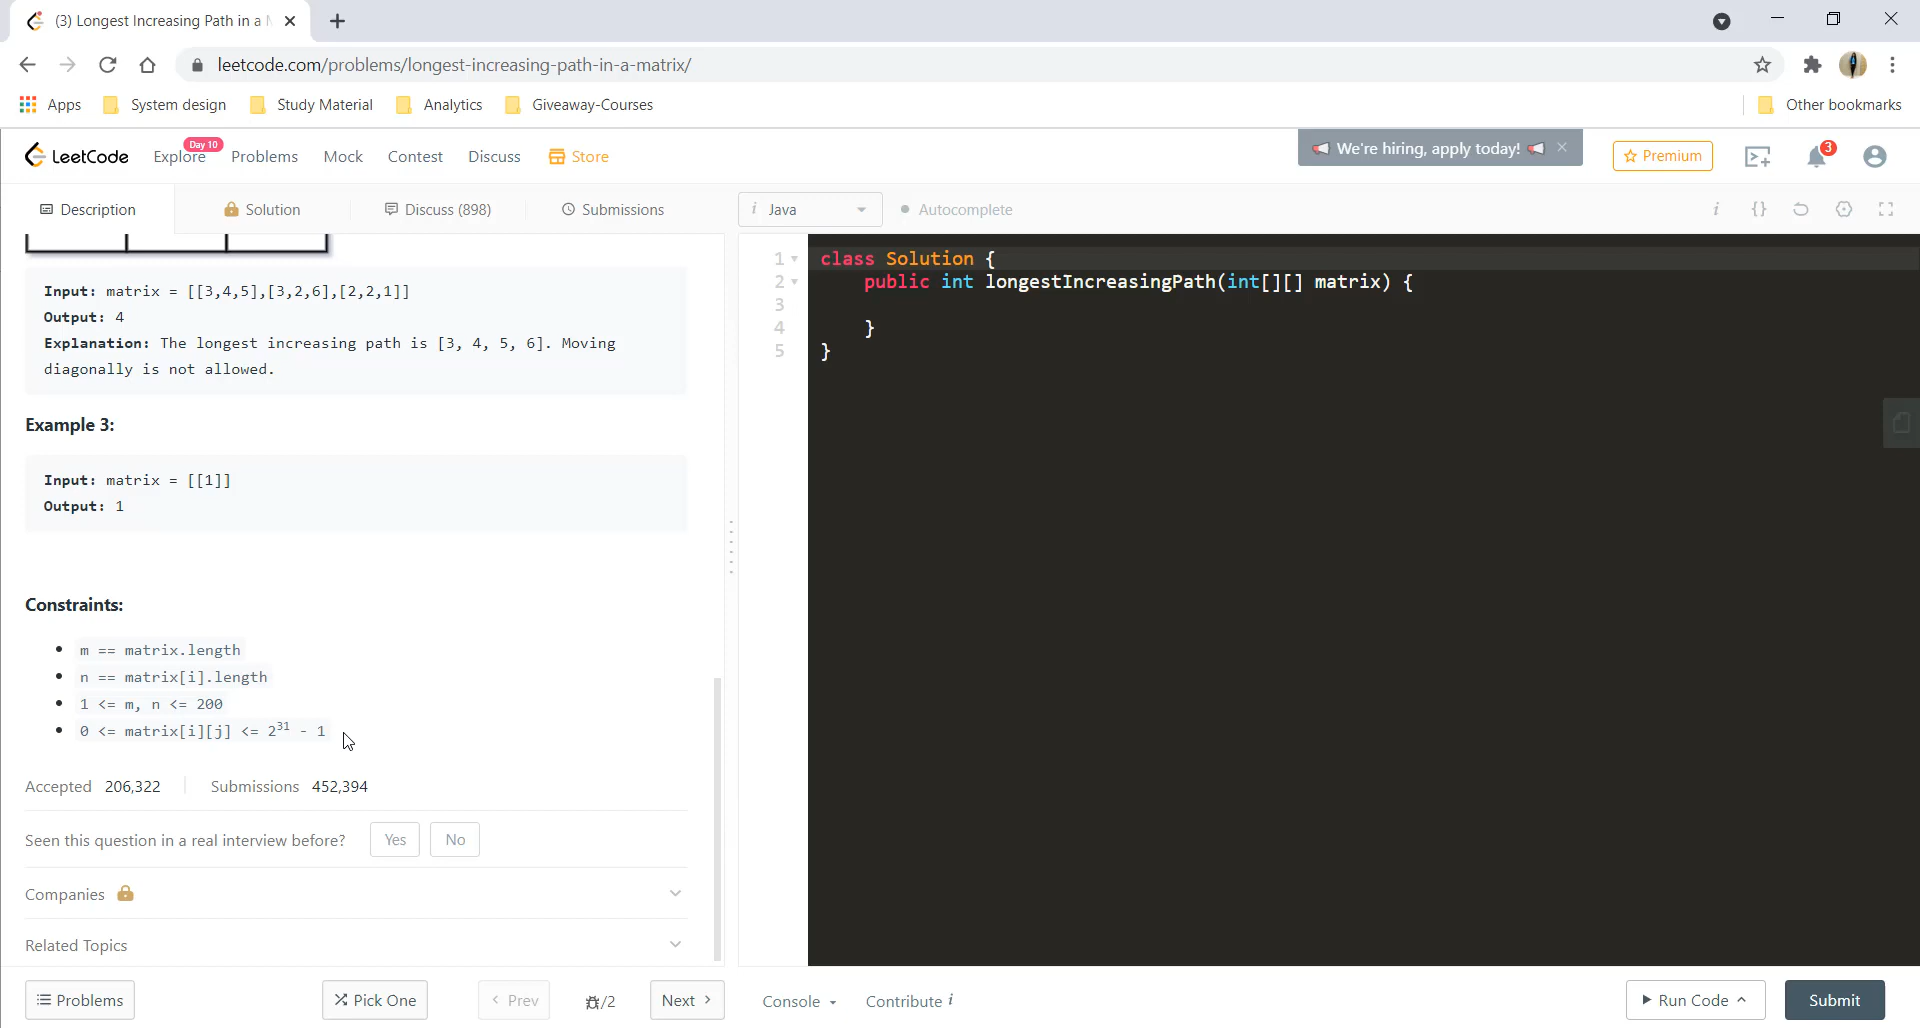 (3) Longest Increasing Path in a
leetcode.com/problems/longest-increasing-path-in-a-matrix/
Apps System design Study Material Analytics Giveaway-Courses Other bookmarks
LeetCode Explore Day 10 Problems Mock Contest Discuss Store
We're hiring, apply today!
Premium
3
Description Solution Discuss (898) Submissions
i Java Autocomplete i {}
Input: matrix = [[3,4,5],[3,2,6],[2,2,1]]
Output: 4
Explanation: The longest increasing path is [3, 4, 5, 6]. Moving
diagonally is not allowed.
Example 3:
Input: matrix = [[1]]
Output: 1
Constraints:
m == matrix.length
n == matrix[i].length
1 <= m, n <= 200
0 <= matrix[i][j] <= 2³¹ - 1
Accepted 206,322 Submissions 452,394
Seen this question in a real interview before? Yes No
Companies
Related Topics
1 class Solution {
2 public int longestIncreasingPath(int[][] matrix) {
3
4 }
5 }
Problems Pick One < Prev /2 Next > Console Contribute i Run Code Submit